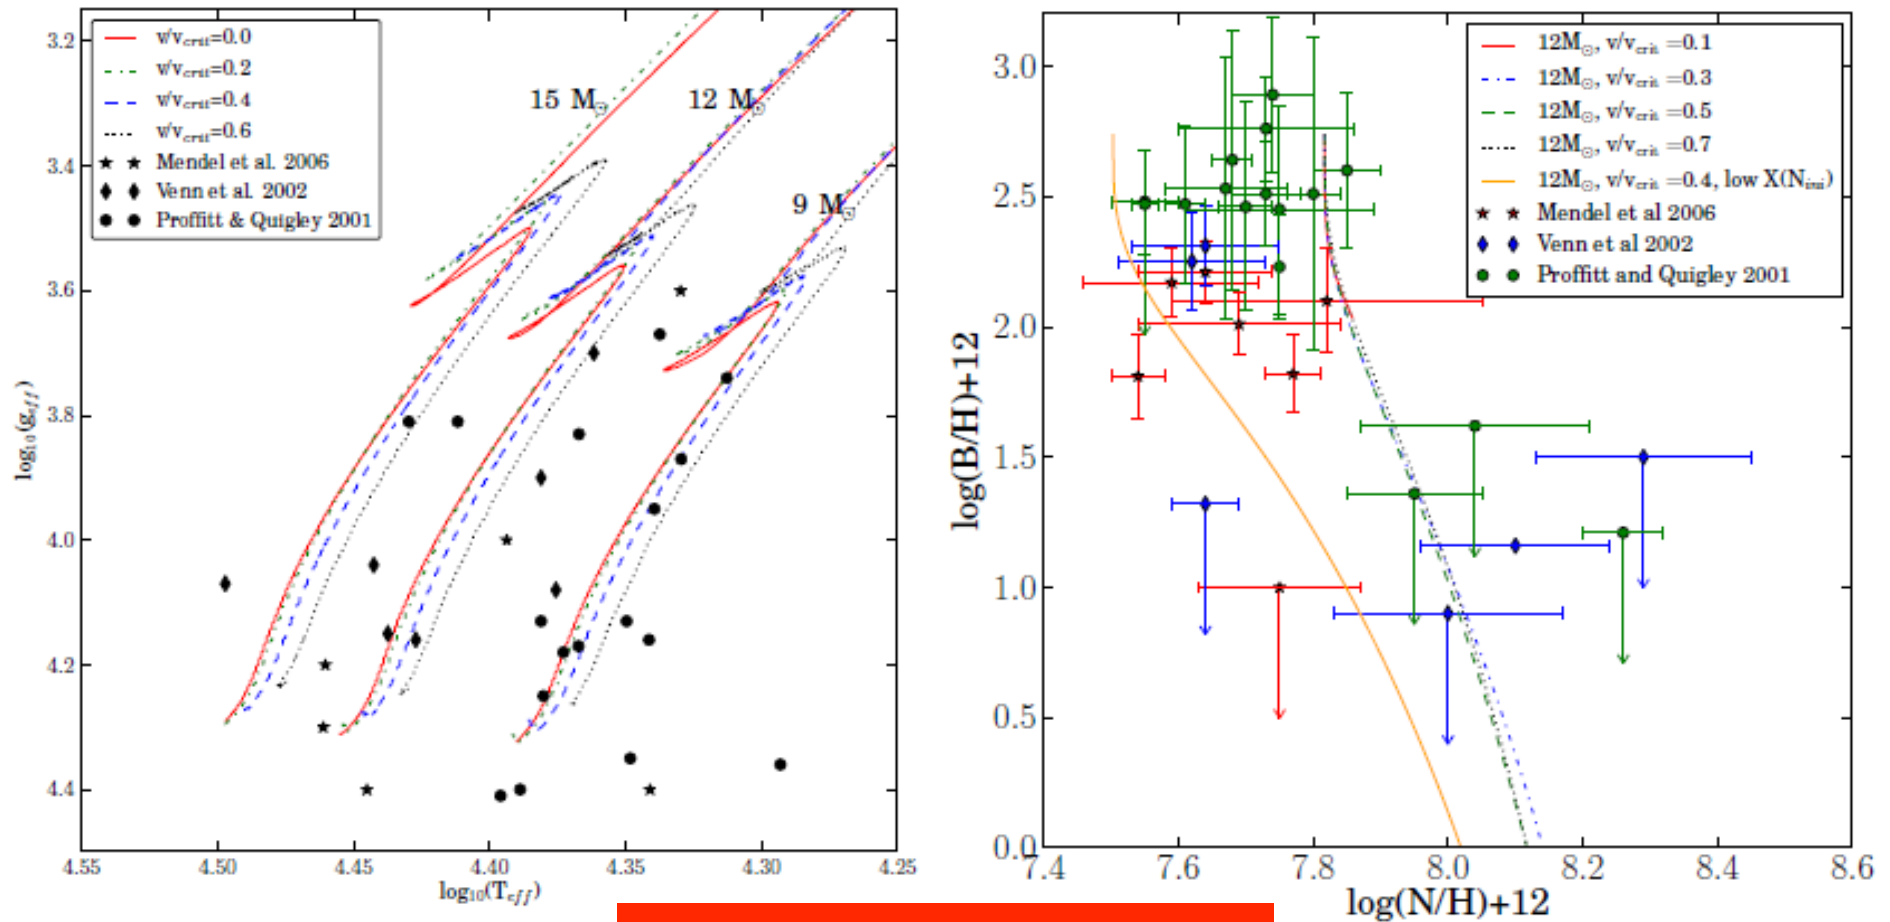 v/v_crit=0.0
v/v_crit=0.2
v/v_crit=0.4
v/v_crit=0.6
Mendel et al. 2006
Venn et al. 2002
Proffitt & Quigley 2001
15 M⊙
12 M⊙
9 M⊙
3.2
3.4
3.6
3.8
4.0
4.2
4.4
log₁₀(g_eff)
4.55
4.50
4.45
4.40
4.35
4.30
4.25
log₁₀(T_eff)
12M⊙, v/v_crit =0.1
12M⊙, v/v_crit =0.3
12M⊙, v/v_crit =0.5
12M⊙, v/v_crit =0.7
12M⊙, v/v_crit =0.4, low X(N_ini)
Mendel et al 2006
Venn et al 2002
Proffitt and Quigley 2001
3.0
2.5
2.0
1.5
1.0
0.5
0.0
log(B/H)+12
7.4
7.6
7.8
8.0
8.2
8.4
8.6
log(N/H)+12